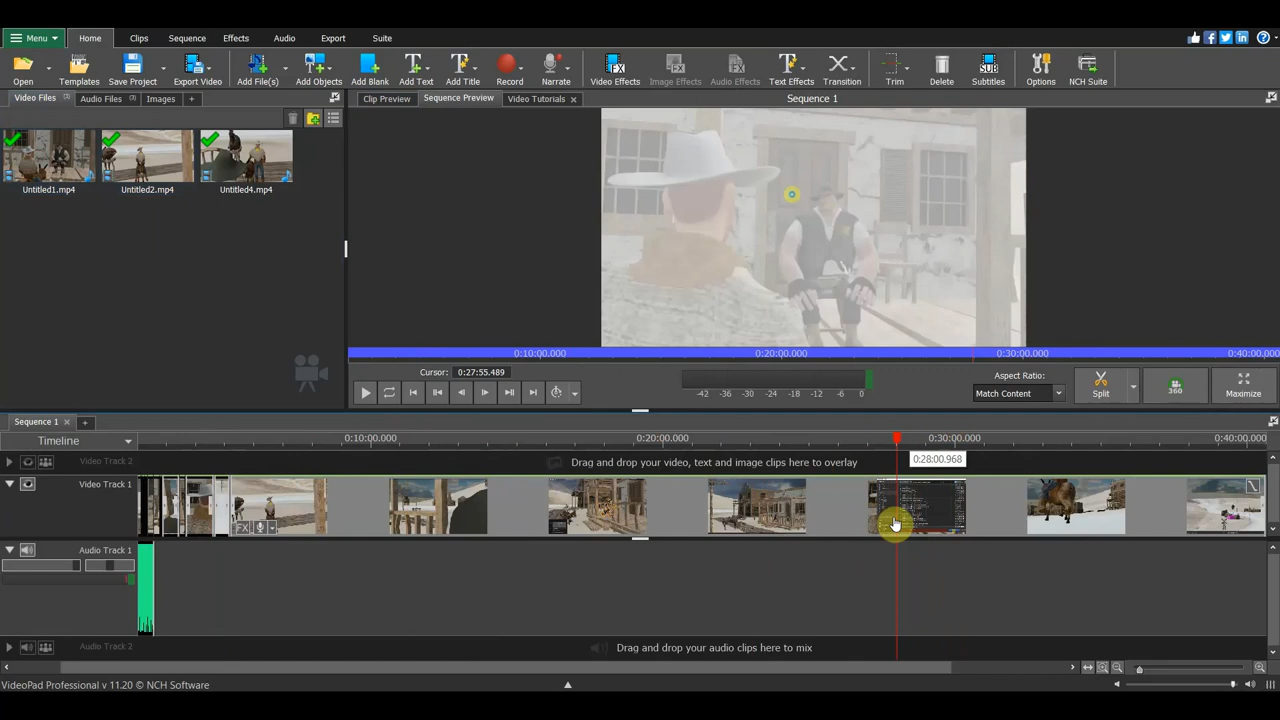 Menu Home Clips Sequence Effects Audio Export Suite
Open Templates Save Project Export Video Add File(s) Add Objects Add Blank Add Text Add Title Record Narrate Video Effects Image Effects Audio Effects Text Effects Transition Trim Delete Subtitles Options NCH Suite
Video Files Audio Files Images + Clip Preview Sequence Preview Video Tutorials Sequence 1
Untitled1.mp4 Untitled2.mp4 Untitled4.mp4
0:10:00.000 0:20:00.000 0:30:00.000 0:40:00.000
Cursor: 0:27:55.489
Aspect Ratio:
Match Content
-42 -36 -30 -24 -18 -12 -6 0
Split 360 Maximize
Sequence 1
Timeline 0:10:00.000 0:20:00.000 0:30:00.000 0:40:00.000
0:28:00.968
Video Track 2 Drag and drop your video, text and image clips here to overlay
Video Track 1
FX
Audio Track 1
Audio Track 2 Drag and drop your audio clips here to mix
VideoPad Professional v 11.20 © NCH Software